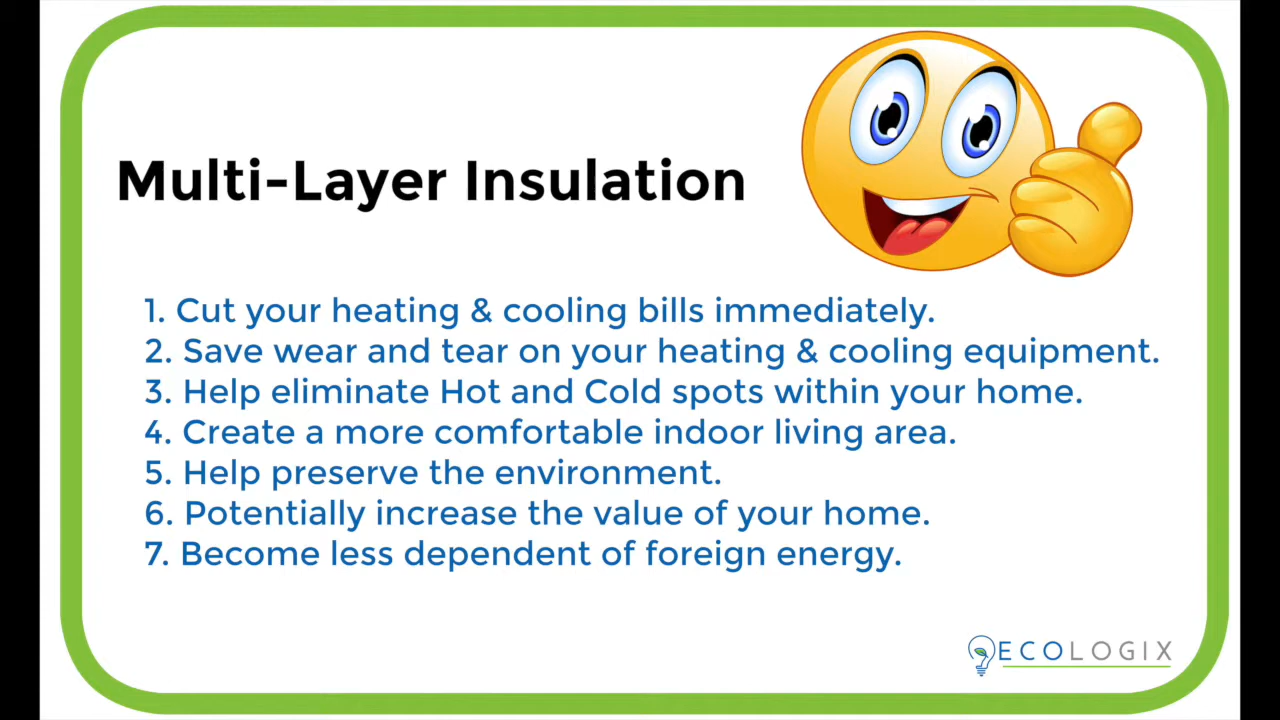 Multi-Layer Insulation
1. Cut your heating & cooling bills immediately.
2. Save wear and tear on your heating & cooling equipment.
3. Help eliminate Hot and Cold spots within your home.
4. Create a more comfortable indoor living area.
5. Help preserve the environment.
6. Potentially increase the value of your home.
7. Become less dependent of foreign energy.
ECOLOGIX